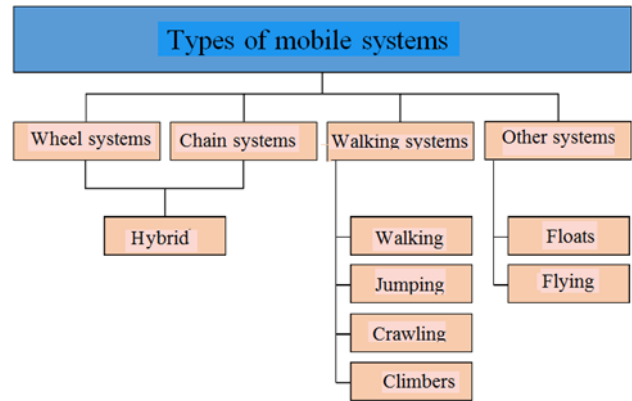 Types of mobile systems
Wheel systems
Chain systems
Walking systems
Other systems
Hybrid
Walking
Jumping
Crawling
Climbers
Floats
Flying